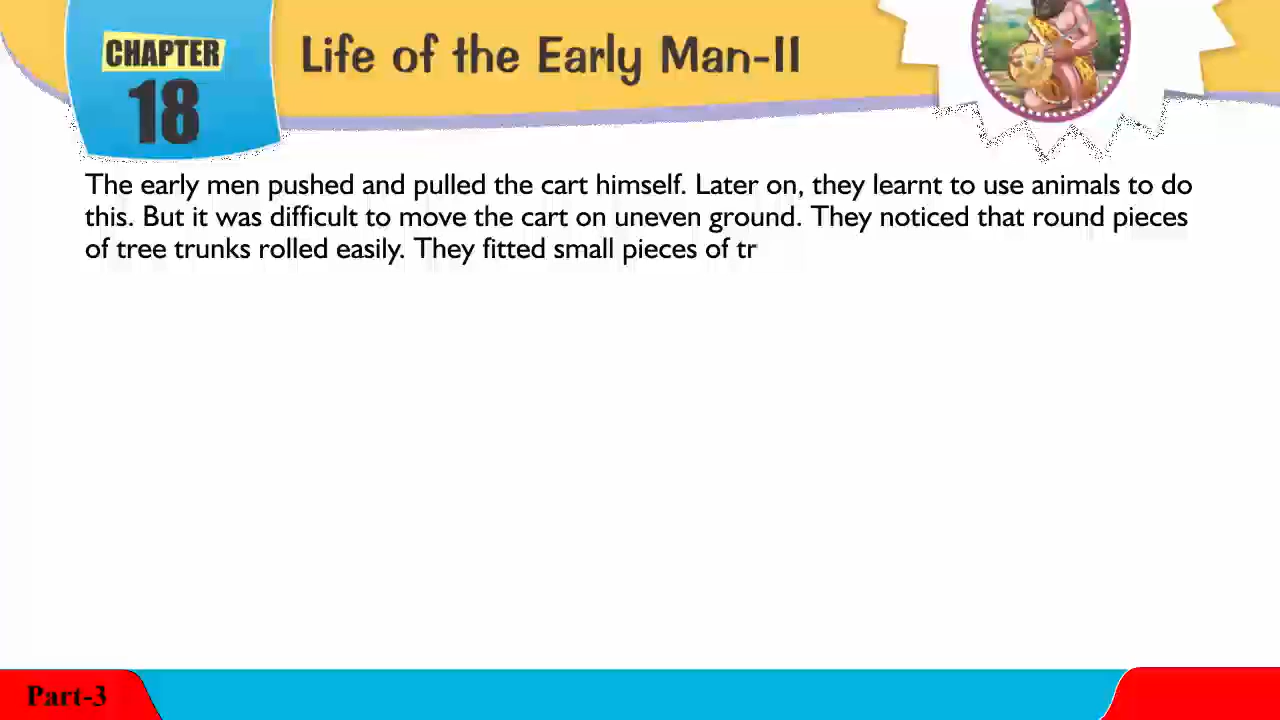 CHAPTER
18
Life of the Early Man-II
The early men pushed and pulled the cart himself. Later on, they learnt to use animals to do
this. But it was difficult to move the cart on uneven ground. They noticed that round pieces
of tree trunks rolled easily. They fitted small pieces of tr
Part-3